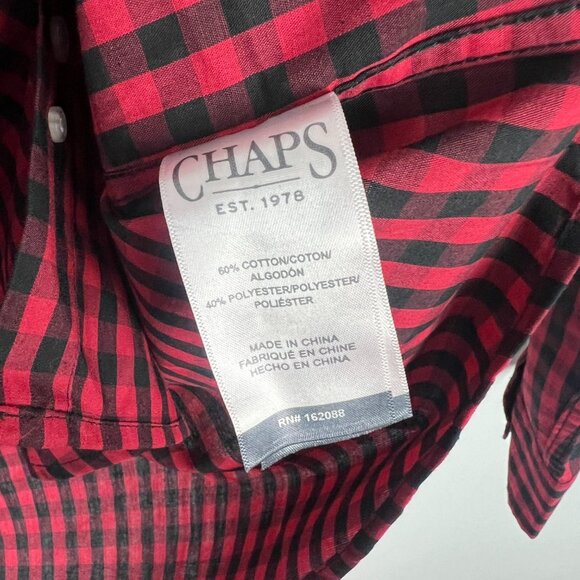 CHAPS
EST. 1978
60% COTTON/COTON/
ALGODÓN
40% POLYESTER/POLYESTER/
POLIÉSTER
MADE IN CHINA
FABRIQUÉ EN CHINE
HECHO EN CHINA
RN# 162088